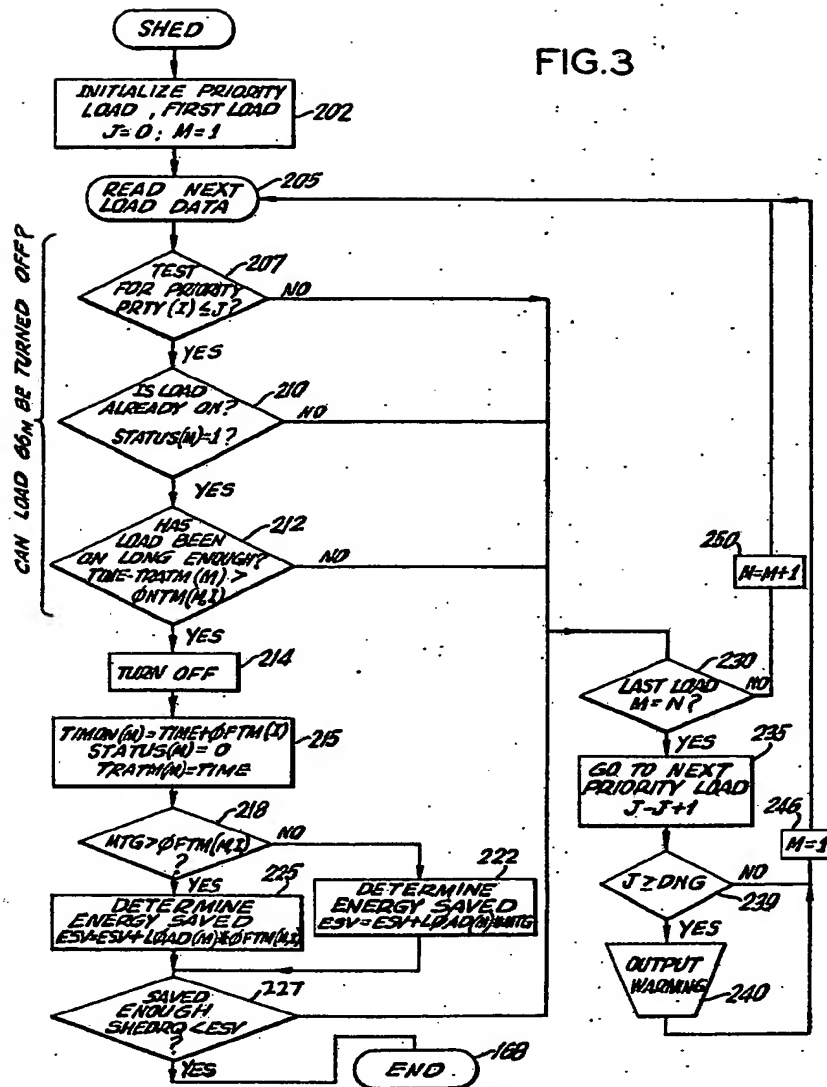 SHED
FIG.3
INITIALIZE PRIORITY
LOAD, FIRST LOAD
J=0; M=1
202
READ NEXT
LOAD DATA
205
CAN LOAD 66M BE TURNED OFF?
TEST
FOR PRIORITY
PRTY(I)≤J?
207
NO
YES
IS LOAD
ALREADY ON?
STATUS(M)=1?
210
NO
YES
HAS
LOAD BEEN
ON LONG ENOUGH?
TIME-TRATM(M)>
ØNTM(M,I)
212
NO
YES
TURN OFF
214
TIMON(M)=TIME+ØFTM(I)
STATUS(M)=0
TRATM(M)=TIME
215
MTG>ØFTM(M,I)
?
218
NO
YES
225
DETERMINE
ENERGY SAVED
ESV=ESV+LØAD(M)*ØFTM(M,I)
222
DETERMINE
ENERGY SAVED
ESV=ESV+LØAD(M)*MTG
SAVED
ENOUGH
SHEDRQ<ESV
?
227
YES
END
168
250
M=M+1
LAST LOAD
M=N?
230
NO
YES
235
GO TO NEXT
PRIORITY LOAD
J=J+1
246
M=1
J≥DNG
239
NO
YES
OUTPUT
WARNING
240